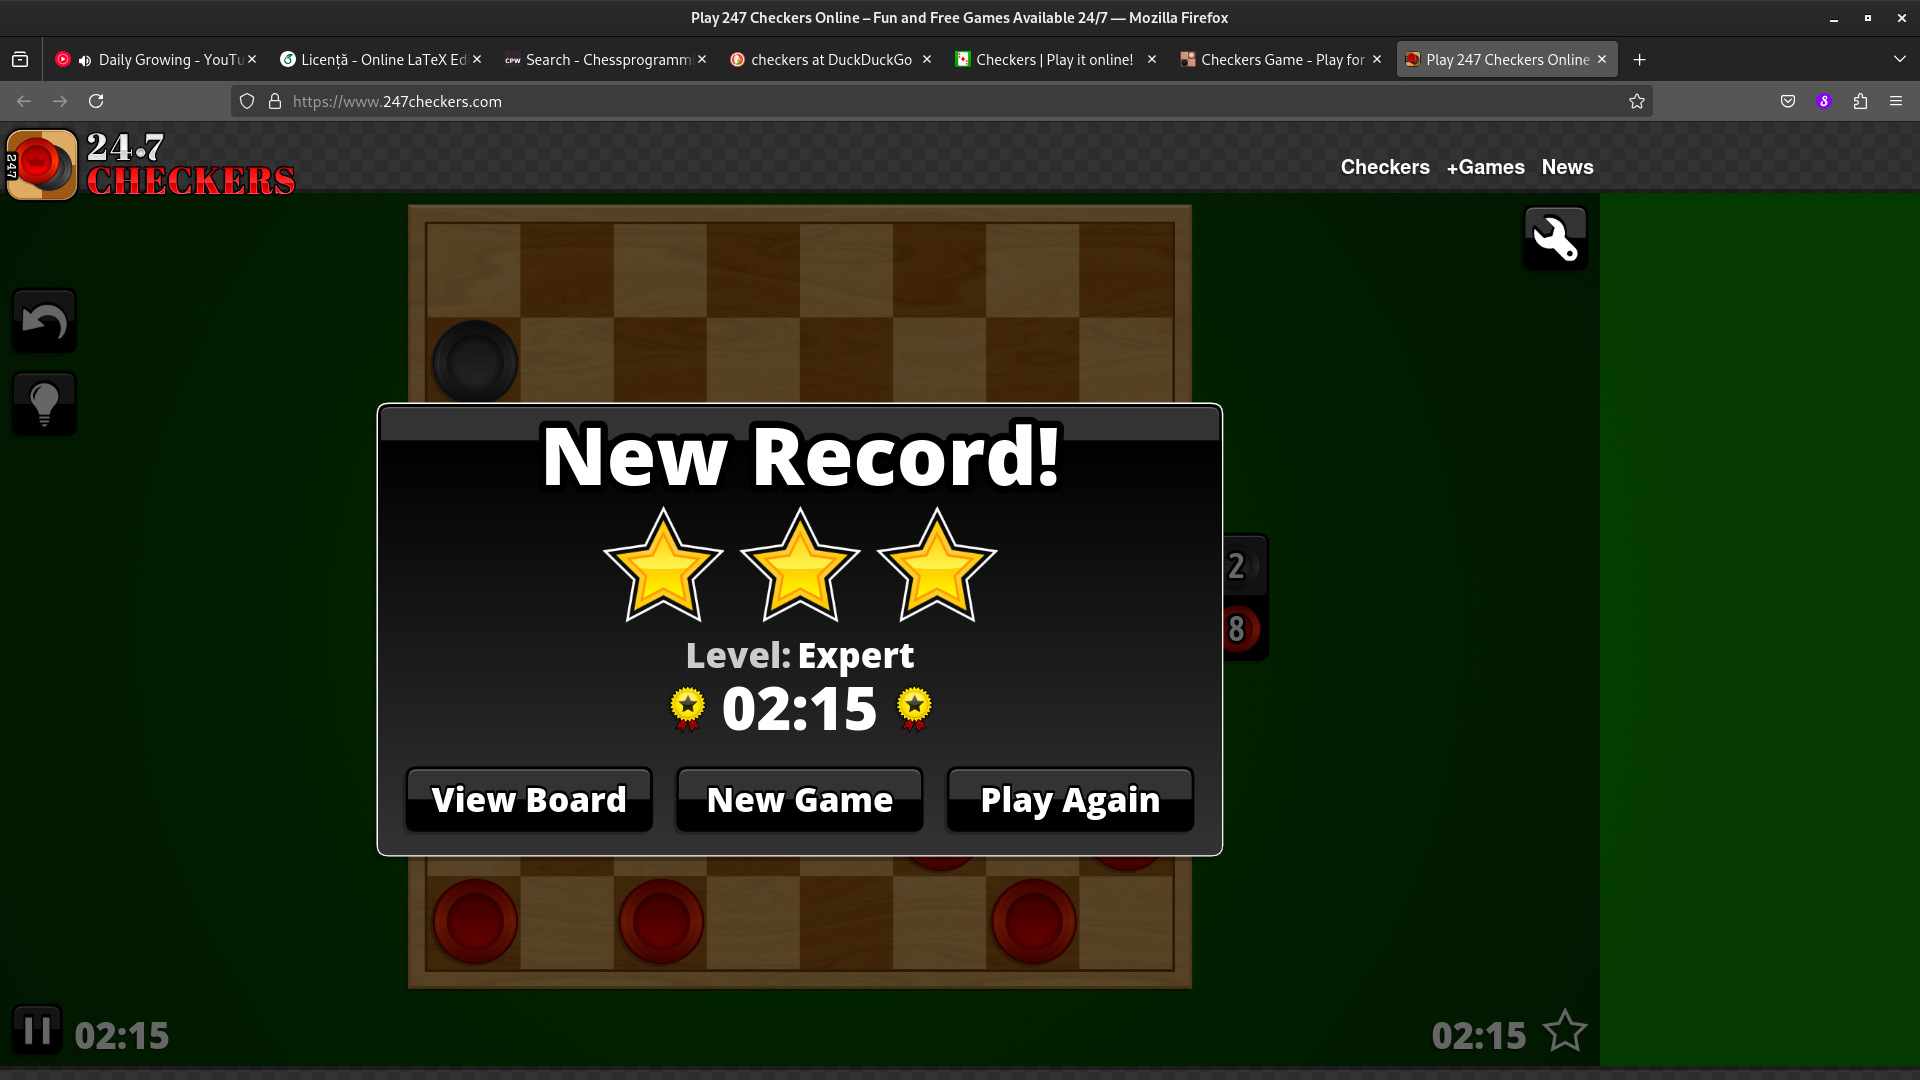 Play 247 Checkers Online – Fun and Free Games Available 24/7 — Mozilla Firefox
Daily Growing - YouTu
Licență - Online LaTeX Ed
CPW Search - Chessprogrammi
checkers at DuckDuckGo
Checkers | Play it online!
Checkers Game - Play for
Play 247 Checkers Online
https://www.247checkers.com
S
247
24·7
CHECKERS
Checkers +Games News
New Record!
Level: Expert
02:15
2
8
View Board
New Game
Play Again
02:15
02:15